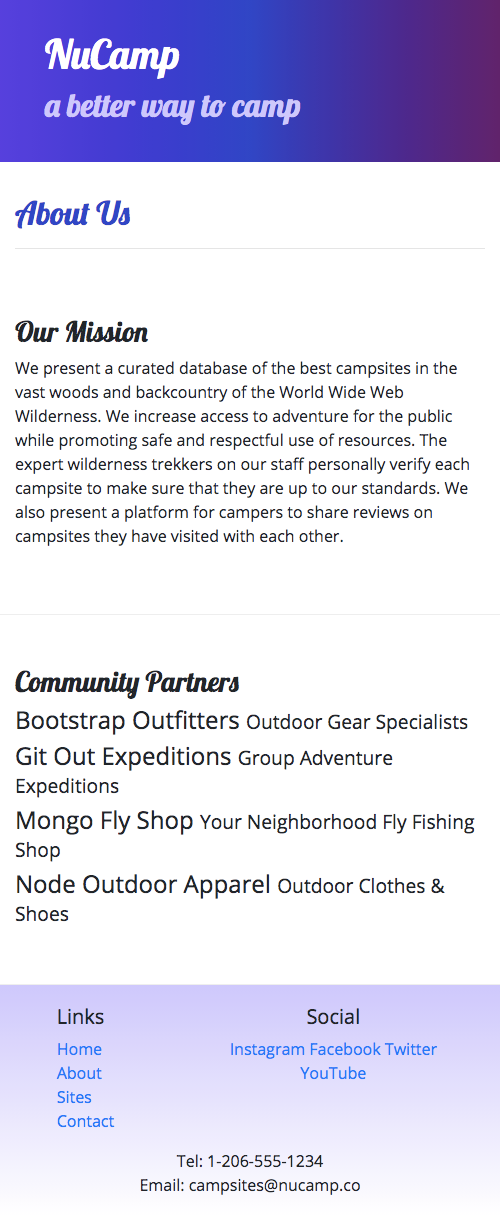 NuCamp
a better way to camp
About Us
Our Mission
We present a curated database of the best campsites in the
vast woods and backcountry of the World Wide Web
Wilderness. We increase access to adventure for the public
while promoting safe and respectful use of resources. The
expert wilderness trekkers on our staff personally verify each
campsite to make sure that they are up to our standards. We
also present a platform for campers to share reviews on
campsites they have visited with each other.
Community Partners
Bootstrap Outfitters Outdoor Gear Specialists
Git Out Expeditions Group Adventure
Expeditions
Mongo Fly Shop Your Neighborhood Fly Fishing
Shop
Node Outdoor Apparel Outdoor Clothes &
Shoes
Links
Home
About
Sites
Contact
Social
Instagram Facebook Twitter
YouTube
Tel: 1-206-555-1234
Email: campsites@nucamp.co